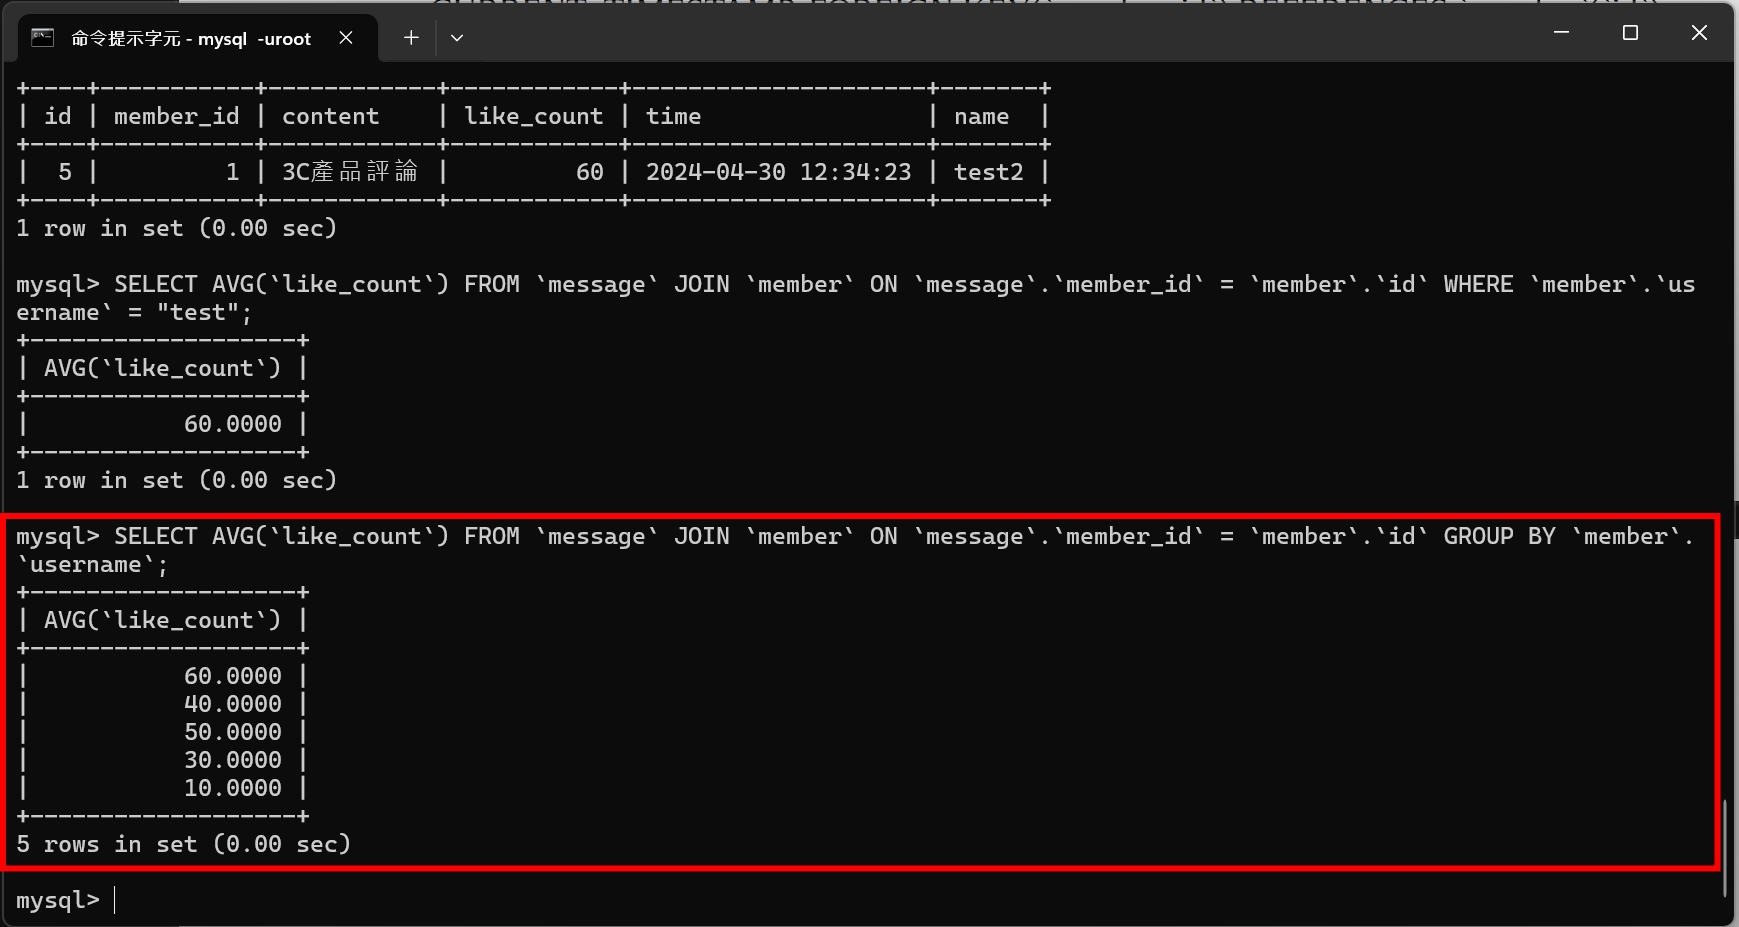 命令提示字元 - mysql  -uroot
+----+-----------+------------+------------+---------------------+-------+
| id | member_id | content    | like_count | time                | name  |
+----+-----------+------------+------------+---------------------+-------+
|  5 |         1 | 3C產品評論 |         60 | 2024-04-30 12:34:23 | test2 |
+----+-----------+------------+------------+---------------------+-------+
1 row in set (0.00 sec)
mysql> SELECT AVG(`like_count`) FROM `message` JOIN `member` ON `message`.`member_id` = `member`.`id` WHERE `member`.`us
ername` = "test";
+-------------------+
| AVG(`like_count`) |
+-------------------+
|           60.0000 |
+-------------------+
1 row in set (0.00 sec)
mysql> SELECT AVG(`like_count`) FROM `message` JOIN `member` ON `message`.`member_id` = `member`.`id` GROUP BY `member`.
`username`;
+-------------------+
| AVG(`like_count`) |
+-------------------+
|           60.0000 |
|           40.0000 |
|           50.0000 |
|           30.0000 |
|           10.0000 |
+-------------------+
5 rows in set (0.00 sec)
mysql>